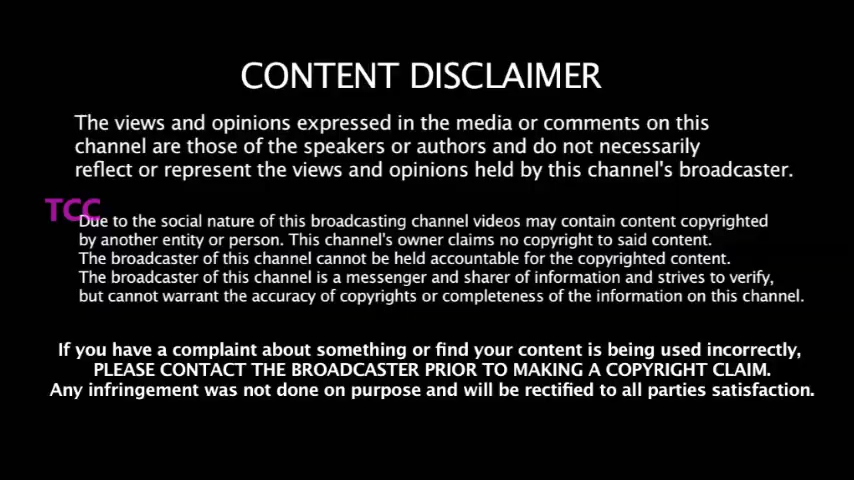 CONTENT DISCLAIMER
The views and opinions expressed in the media or comments on this
channel are those of the speakers or authors and do not necessarily
reflect or represent the views and opinions held by this channel's broadcaster.
TCC
Due to the social nature of this broadcasting channel videos may contain content copyrighted
by another entity or person. This channel's owner claims no copyright to said content.
The broadcaster of this channel cannot be held accountable for the copyrighted content.
The broadcaster of this channel is a messenger and sharer of information and strives to verify,
but cannot warrant the accuracy of copyrights or completeness of the information on this channel.
If you have a complaint about something or find your content is being used incorrectly,
PLEASE CONTACT THE BROADCASTER PRIOR TO MAKING A COPYRIGHT CLAIM.
Any infringement was not done on purpose and will be rectified to all parties satisfaction.